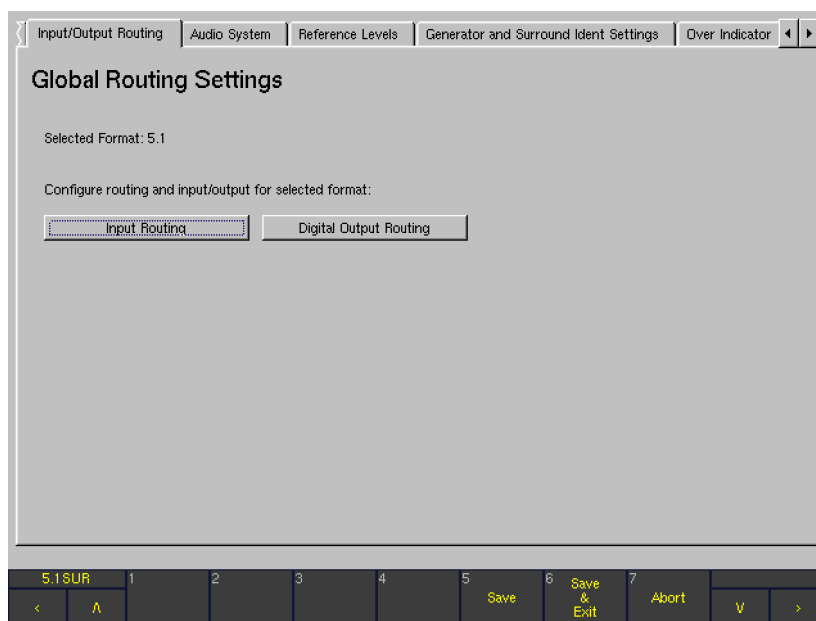 Input/Output Routing Audio System Reference Levels Generator and Surround Ident Settings Over Indicator
Global Routing Settings
Selected Format: 5.1
Configure routing and input/output for selected format:
Input Routing Digital Output Routing
5.1SUR 1 2 3 4 5 Save 6 Save & Exit 7 Abort
< Λ V >